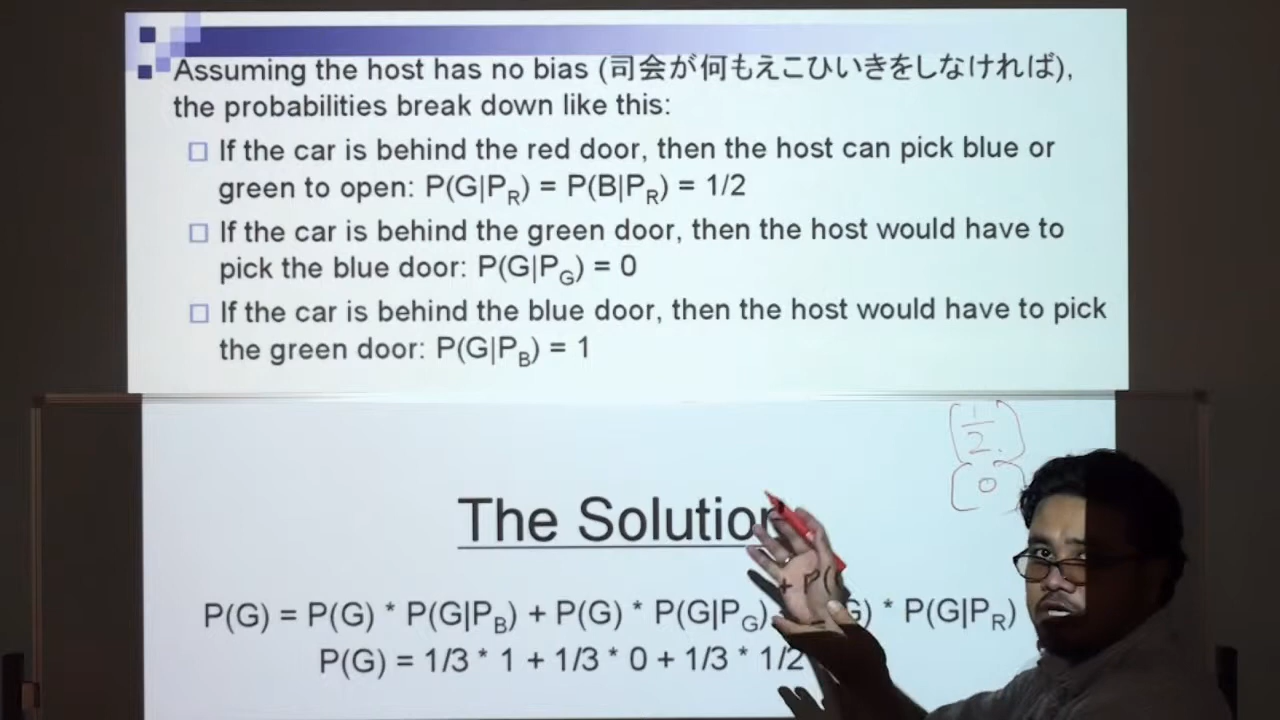 Assuming the host has no bias (司会が何もえこひいきをしなければ),
the probabilities break down like this:
If the car is behind the red door, then the host can pick blue or
green to open: P(G|PR) = P(B|PR) = 1/2
If the car is behind the green door, then the host would have to
pick the blue door: P(G|PG) = 0
If the car is behind the blue door, then the host would have to pick
the green door: P(G|PB) = 1
1
2.
0
The Solution
P(G) = P(G) * P(G|PB) + P(G) * P(G|PG) + P(G) * P(G|PR)
P(G) = 1/3 * 1 + 1/3 * 0 + 1/3 * 1/2